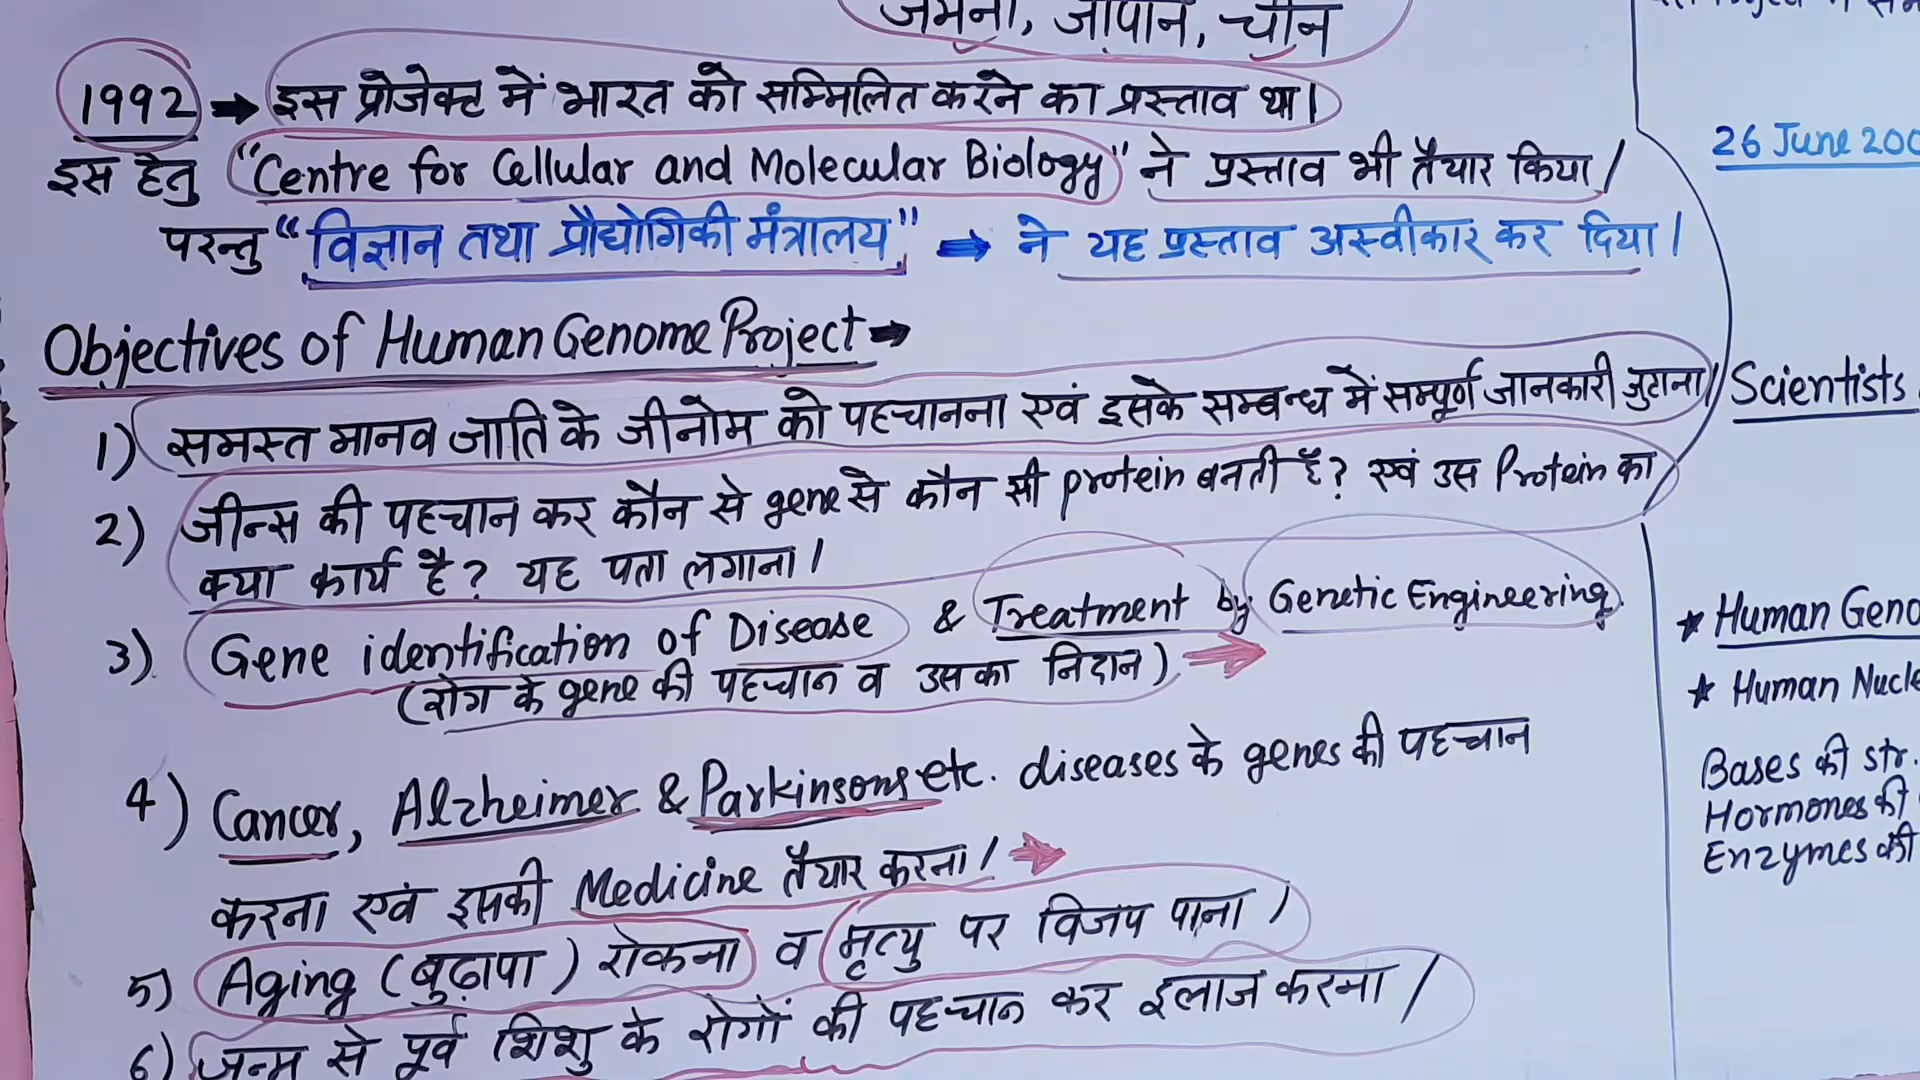 जर्मनी, जापान, चीन
1992 → इस प्रोजेक्ट में भारत को सम्मिलित करने का प्रस्ताव था।
इस हेतु "Centre for Cellular and Molecular Biology" ने प्रस्ताव भी तैयार किया।
परन्तु "विज्ञान तथा प्रौद्योगिकी मंत्रालय" → ने यह प्रस्ताव अस्वीकार कर दिया।
Objectives of Human Genome Project →
1) समस्त मानव जाति के जीनोम को पहचानना एवं इसके सम्बन्ध में सम्पूर्ण जानकारी जुटाना।
2) जीन्स की पहचान कर कौन से gene से कौन सी protein बनती है? एवं उस Protein का
क्या कार्य है? यह पता लगाना।
3) Gene identification of Disease & Treatment by Genetic Engineering.
(रोग के gene की पहचान व उसका निदान) →
4) Cancer, Alzheimer & Parkinsons etc. diseases के genes की पहचान
करना एवं इसकी Medicine तैयार करना। →
5) Aging (बुढ़ापा) रोकना व मृत्यु पर विजय पाना।
6) जन्म से पूर्व शिशु के रोगों की पहचान कर इलाज करना।
26 June 200
Scientists
★ Human Geno
★ Human Nucle
Bases की str.
Hormones की
Enzymes की